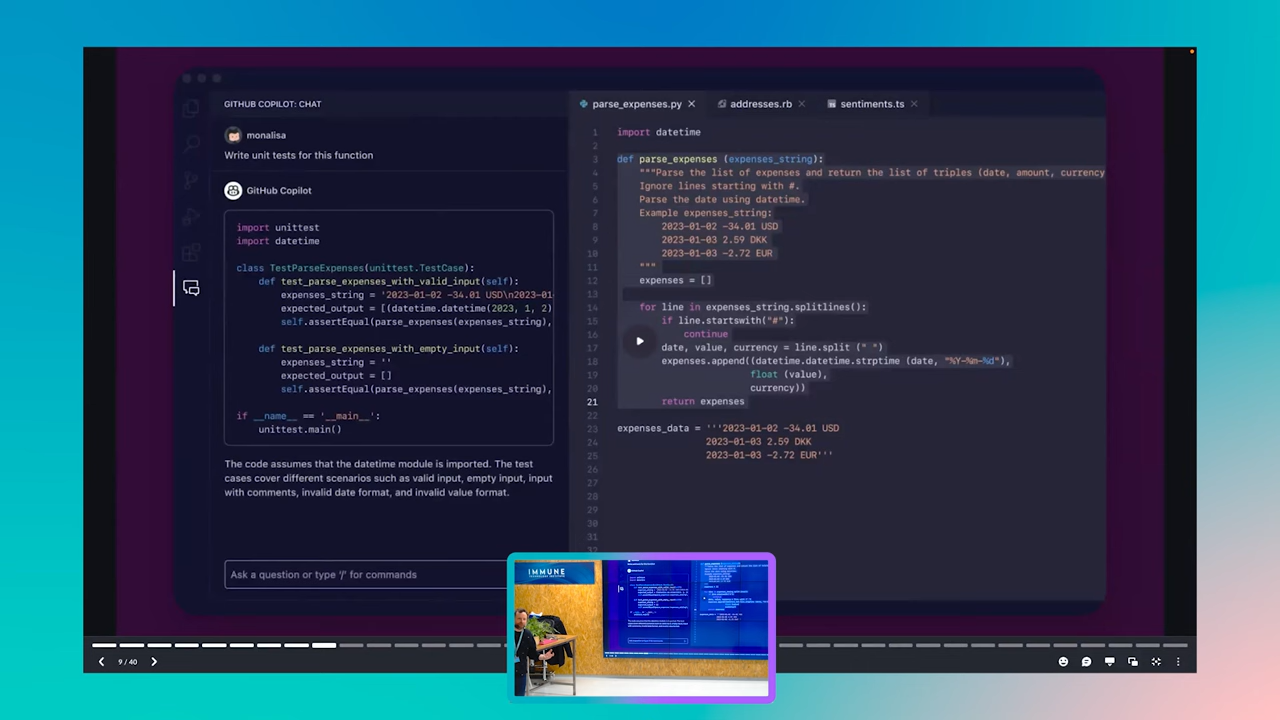 GITHUB COPILOT: CHAT
monalisa
Write unit tests for this function
GitHub Copilot
import unittest
import datetime
class TestParseExpenses(unittest.TestCase):
def test_parse_expenses_with_valid_input(self):
expenses_string = '2023-01-02 -34.01 USD\n2023-01
expected_output = [(datetime.datetime(2023, 1, 2)
self.assertEqual(parse_expenses(expenses_string),
def test_parse_expenses_with_empty_input(self):
expenses_string = ''
expected_output = []
self.assertEqual(parse_expenses(expenses_string),
if __name__ == '__main__':
unittest.main()
The code assumes that the datetime module is imported. The test
cases cover different scenarios such as valid input, empty input, input
with comments, invalid date format, and invalid value format.
Ask a question or type '/' for commands
parse_expenses.py
addresses.rb
sentiments.ts
1 import datetime
2
3 def parse_expenses (expenses_string):
4 """Parse the list of expenses and return the list of triples (date, amount, currency
5 Ignore lines starting with #.
6 Parse the date using datetime.
7 Example expenses_string:
8 2023-01-02 -34.01 USD
9 2023-01-03 2.59 DKK
10 2023-01-03 -2.72 EUR
11 """
12 expenses = []
13
14 for line in expenses_string.splitlines():
15 if line.startswith("#"):
16 continue
17 date, value, currency = line.split (" ")
18 expenses.append((datetime.datetime.strptime (date, "%Y-%m-%d"),
19 float (value),
20 currency))
21 return expenses
22
23 expenses_data = '''2023-01-02 -34.01 USD
24 2023-01-03 2.59 DKK
25 2023-01-03 -2.72 EUR'''
26
27
28
29
30
31
32
IMMUNE
9 / 40